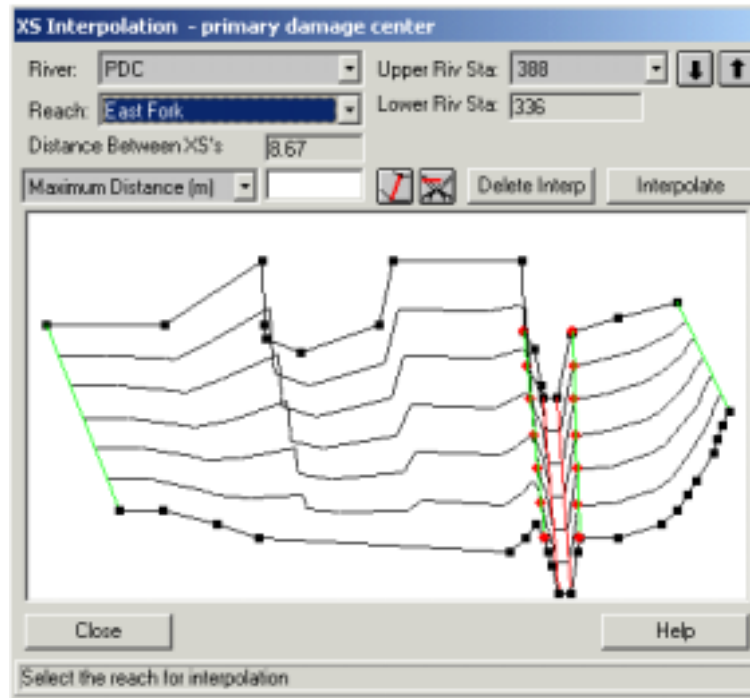 XS Interpolation - primary damage center
River: PDC Upper Riv Sta: 388
Reach: East Fork Lower Riv Sta: 336
Distance Between XS's 8.67
Maximum Distance (m) Delete Interp Interpolate
Close Help
Select the reach for interpolation